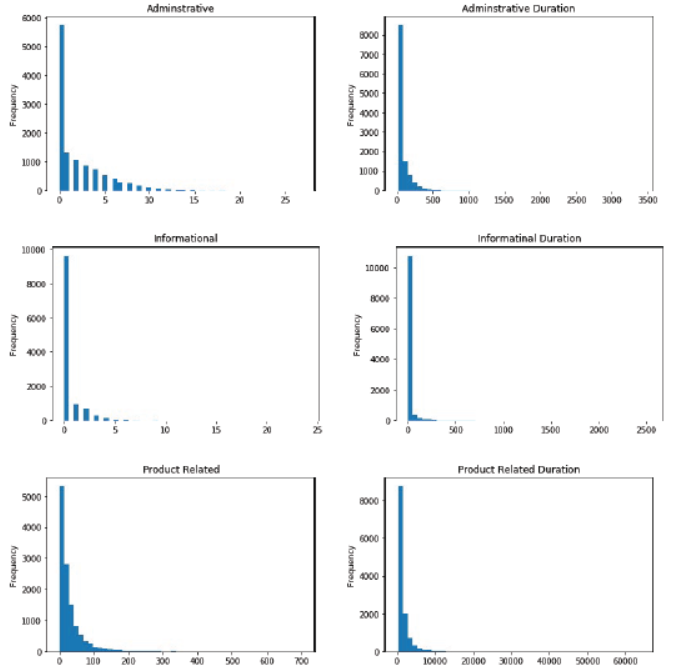 Adminstrative
Frequency
6000
5000
4000
3000
2000
1000
0
0 5 10 15 20 25
Adminstrative Duration
Frequency
8000
7000
6000
5000
4000
3000
2000
1000
0
0 500 1000 1500 2000 2500 3000 3500
Informational
Frequency
10000
8000
6000
4000
2000
0
0 5 10 15 20 25
Informatinal Duration
Frequency
10000
8000
6000
4000
2000
0
0 500 1000 1500 2000 2500
Product Related
Frequency
5000
4000
3000
2000
1000
0
0 100 200 300 400 500 600 700
Product Related Duration
Frequency
8000
6000
4000
2000
0
0 10000 20000 30000 40000 50000 60000